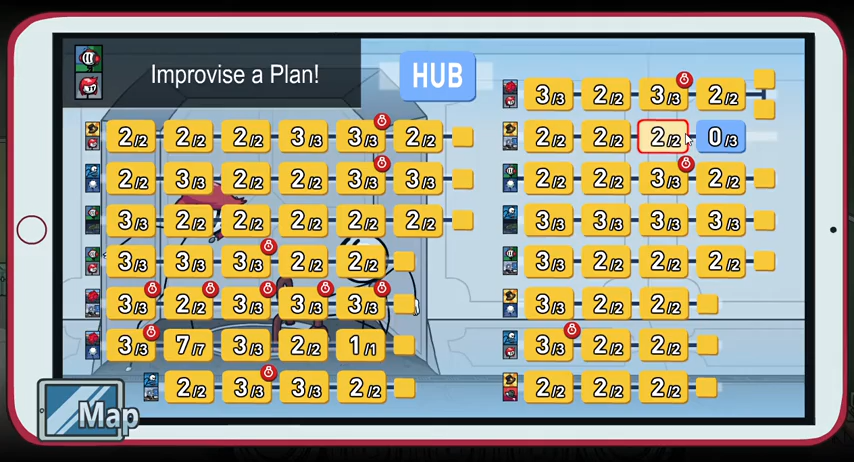 Improvise a Plan!
HUB
3/3 2/2 3/3 2/2
2/2 2/2 2/2 3/3 3/3 2/2
2/2 2/2 2/2 0/3
2/2 3/3 2/2 2/2 3/3 3/3
2/2 2/2 3/3 2/2
3/3 2/2 2/2 2/2 2/2 2/2
3/3 3/3 3/3 3/3
3/3 3/3 3/3 2/2 2/2
3/3 2/2 2/2 2/2
3/3 2/2 3/3 3/3 3/3
3/3 2/2 2/2
3/3 7/7 3/3 2/2 1/1
3/3 2/2 2/2
2/2 3/3 3/3 2/2
2/2 2/2 2/2
Map